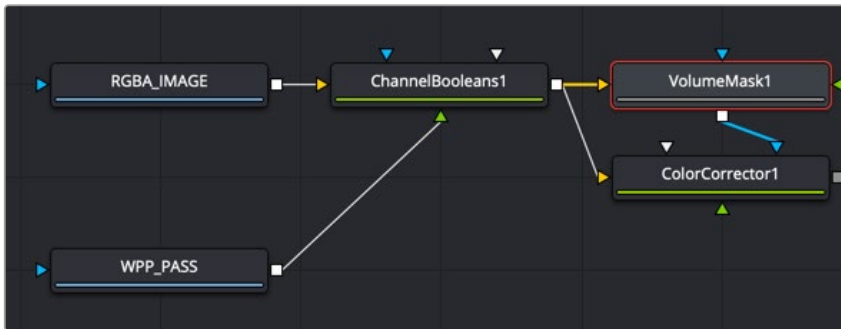 RGBA_IMAGE
ChannelBooleans1
VolumeMask1
ColorCorrector1
WPP_PASS